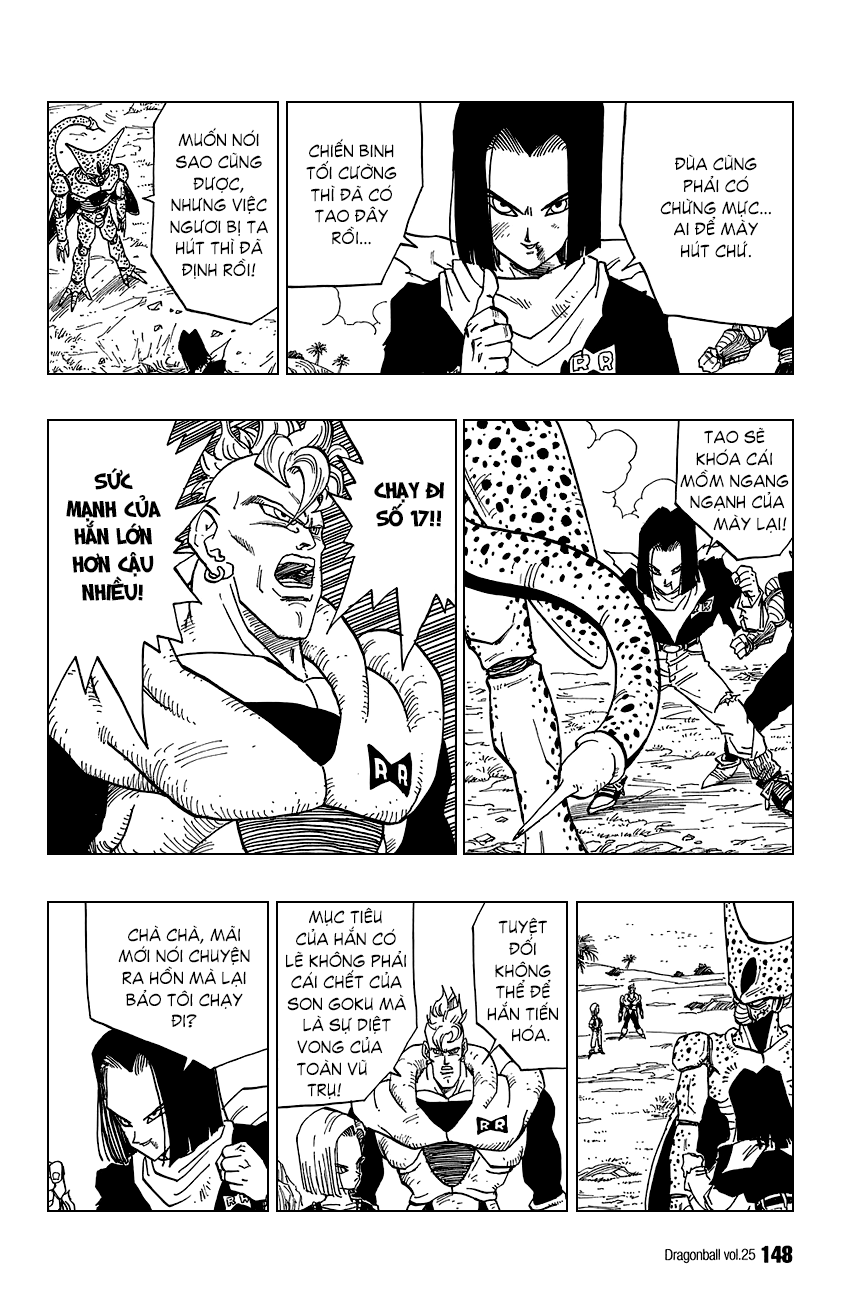 ĐÙA CŨNG
PHẢI CÓ
CHỪNG MỰC...
AI ĐỂ MÀY
HÚT CHỨ.
CHIẾN BINH
TỐI CƯỜNG
THÌ ĐÃ CÓ
TAO ĐÂY
RỒI...
R R
MUỐN NÓI
SAO CŨNG
ĐƯỢC,
NHƯNG VIỆC
NGƯƠI BỊ TA
HÚT THÌ ĐÃ
ĐỊNH RỒI!
TAO SẼ
KHÓA CÁI
MỒM NGANG
NGẠNH CỦA
MÀY LẠI!
RR
CHẠY ĐI
SỐ 17!!
SỨC
MẠNH CỦA
HẮN LỚN
HƠN CẬU
NHIỀU!
R R
TUYỆT
ĐỐI
KHÔNG
THỂ ĐỂ
HẮN TIẾN
HÓA.
MỤC TIÊU
CỦA HẮN CÓ
LẼ KHÔNG PHẢI
CÁI CHẾT CỦA
SON GOKU MÀ
LÀ SỰ DIỆT
VONG CỦA
TOÀN VŨ
TRỤ!
RR
CHÀ CHÀ, MÃI
MỚI NÓI CHUYỆN
RA HỒN MÀ LẠI
BẢO TÔI CHẠY
ĐI?
RR
Dragonball vol.25 148